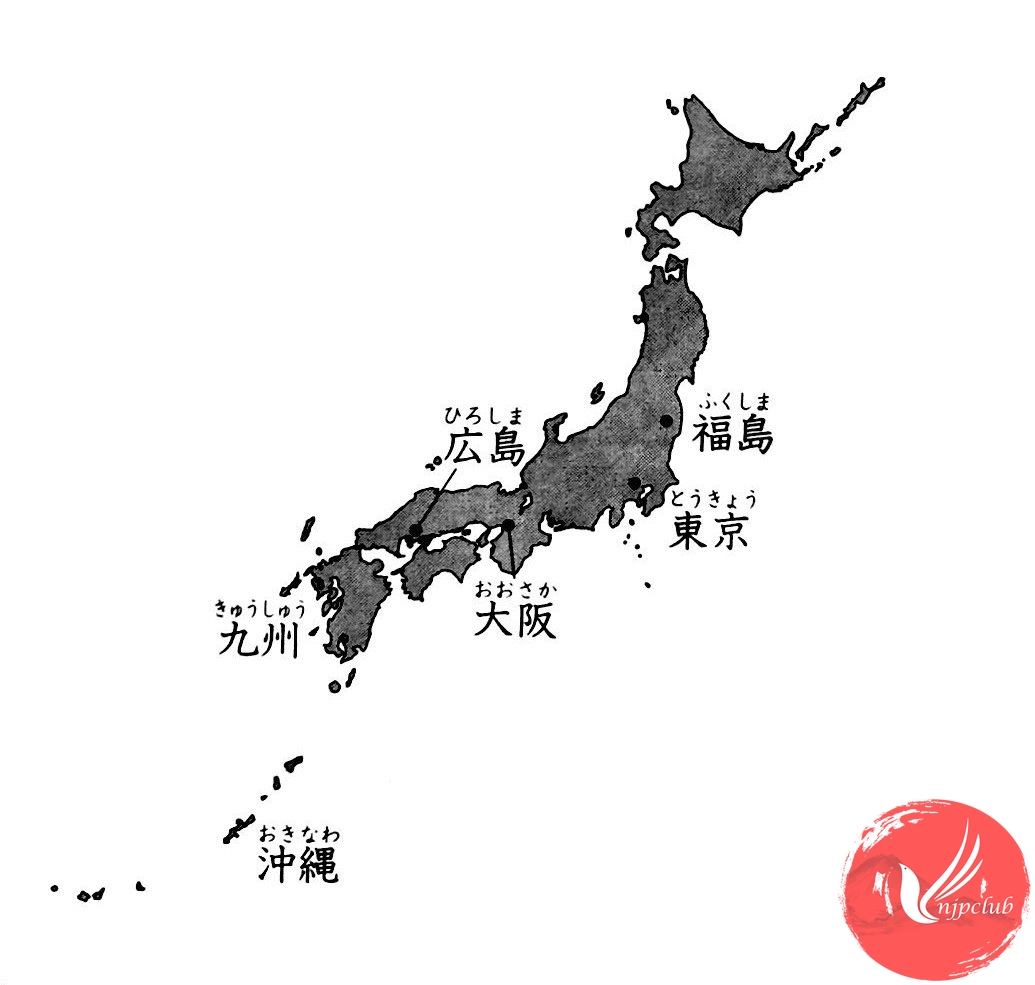 ふくしま
福島
ひろしま
広島
とうきょう
東京
おおさか
大阪
きゅうしゅう
九州
おきなわ
沖縄
njpclub